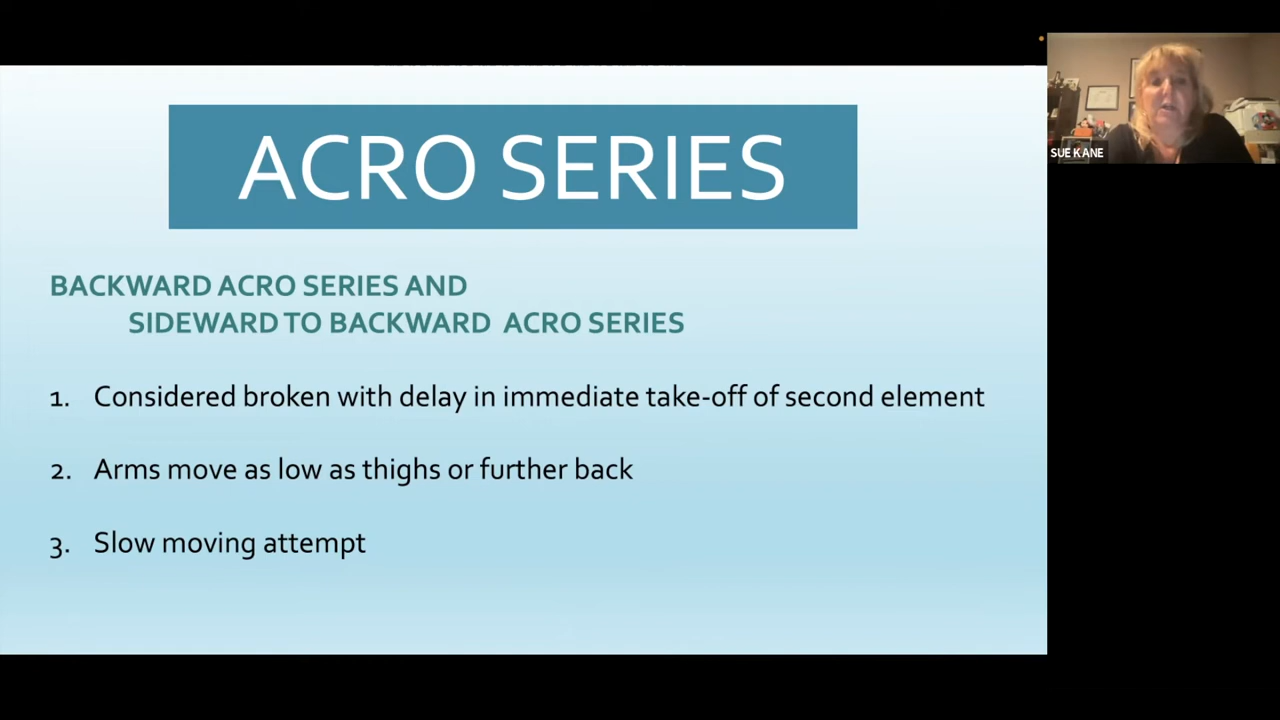 ACRO SERIES
BACKWARD ACRO SERIES AND
SIDEWARD TO BACKWARD ACRO SERIES
1. Considered broken with delay in immediate take-off of second element
2. Arms move as low as thighs or further back
3. Slow moving attempt
SUE KANE